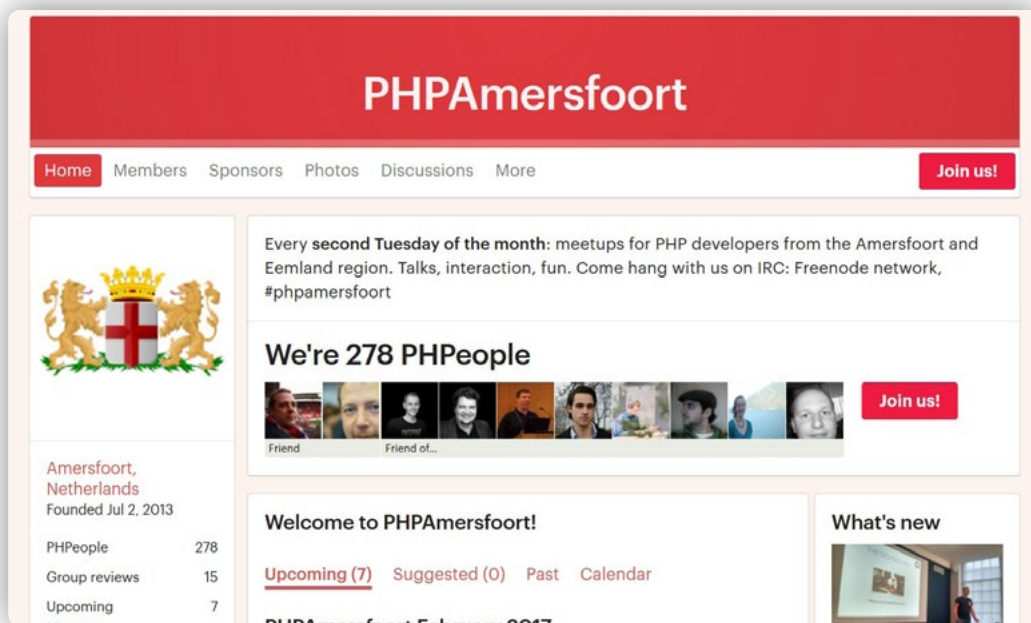 PHPAmersfoort
Home Members Sponsors Photos Discussions More Join us!
Every second Tuesday of the month: meetups for PHP developers from the Amersfoort and
Eemland region. Talks, interaction, fun. Come hang with us on IRC: Freenode network,
#phpamersfoort
We're 278 PHPeople
Join us!
Friend Friend of...
Amersfoort,
Netherlands
Founded Jul 2, 2013
PHPeople 278
Group reviews 15
Upcoming 7
Welcome to PHPAmersfoort!
Upcoming (7) Suggested (0) Past Calendar
PHPAmersfoort February 2017
What's new